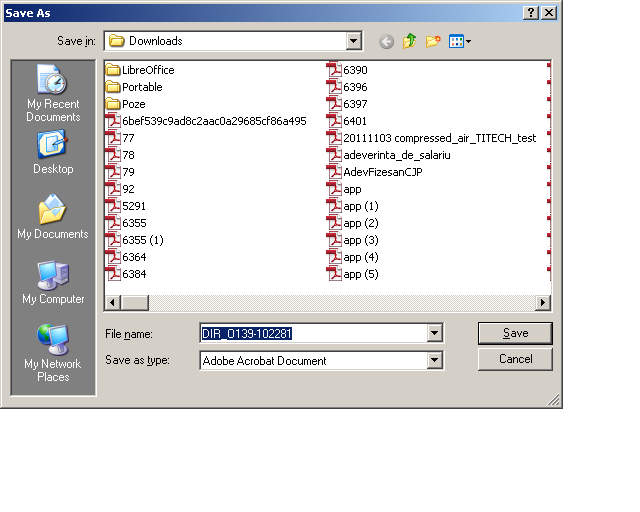 Save As
Save in: Downloads
My Recent
Documents
Desktop
My Documents
My Computer
My Network
Places
LibreOffice
Portable
Poze
6bef539c9ad8c2aac0a29685cf86a495
77
78
79
92
5291
6355
6355 (1)
6364
6384
6390
6396
6397
6401
20111103 compressed_air_TITECH_test
adeverinta_de_salariu
AdevFizesanCJP
app
app (1)
app (2)
app (3)
app (4)
app (5)
File name: DIR_O139-102281 Save
Save as type: Adobe Acrobat Document Cancel